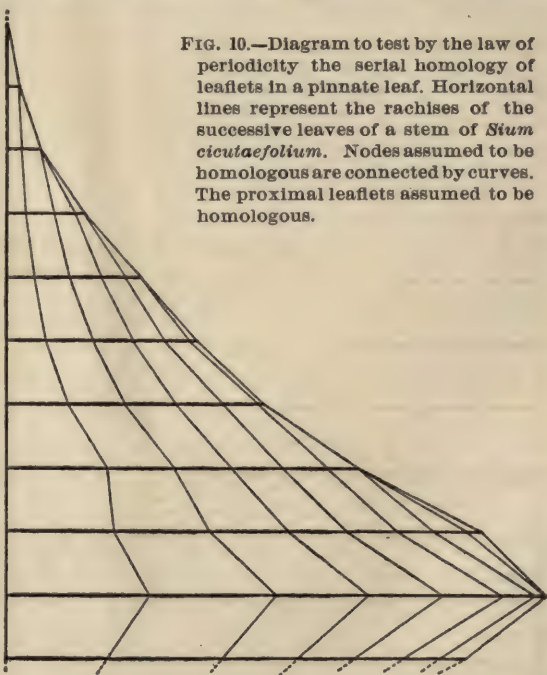 FIG. 10.—Diagram to test by the law of
periodicity the serial homology of
leaflets in a pinnate leaf. Horizontal
lines represent the rachises of the
successive leaves of a stem of Sium
cicutaefolium. Nodes assumed to be
homologous are connected by curves.
The proximal leaflets assumed to be
homologous.